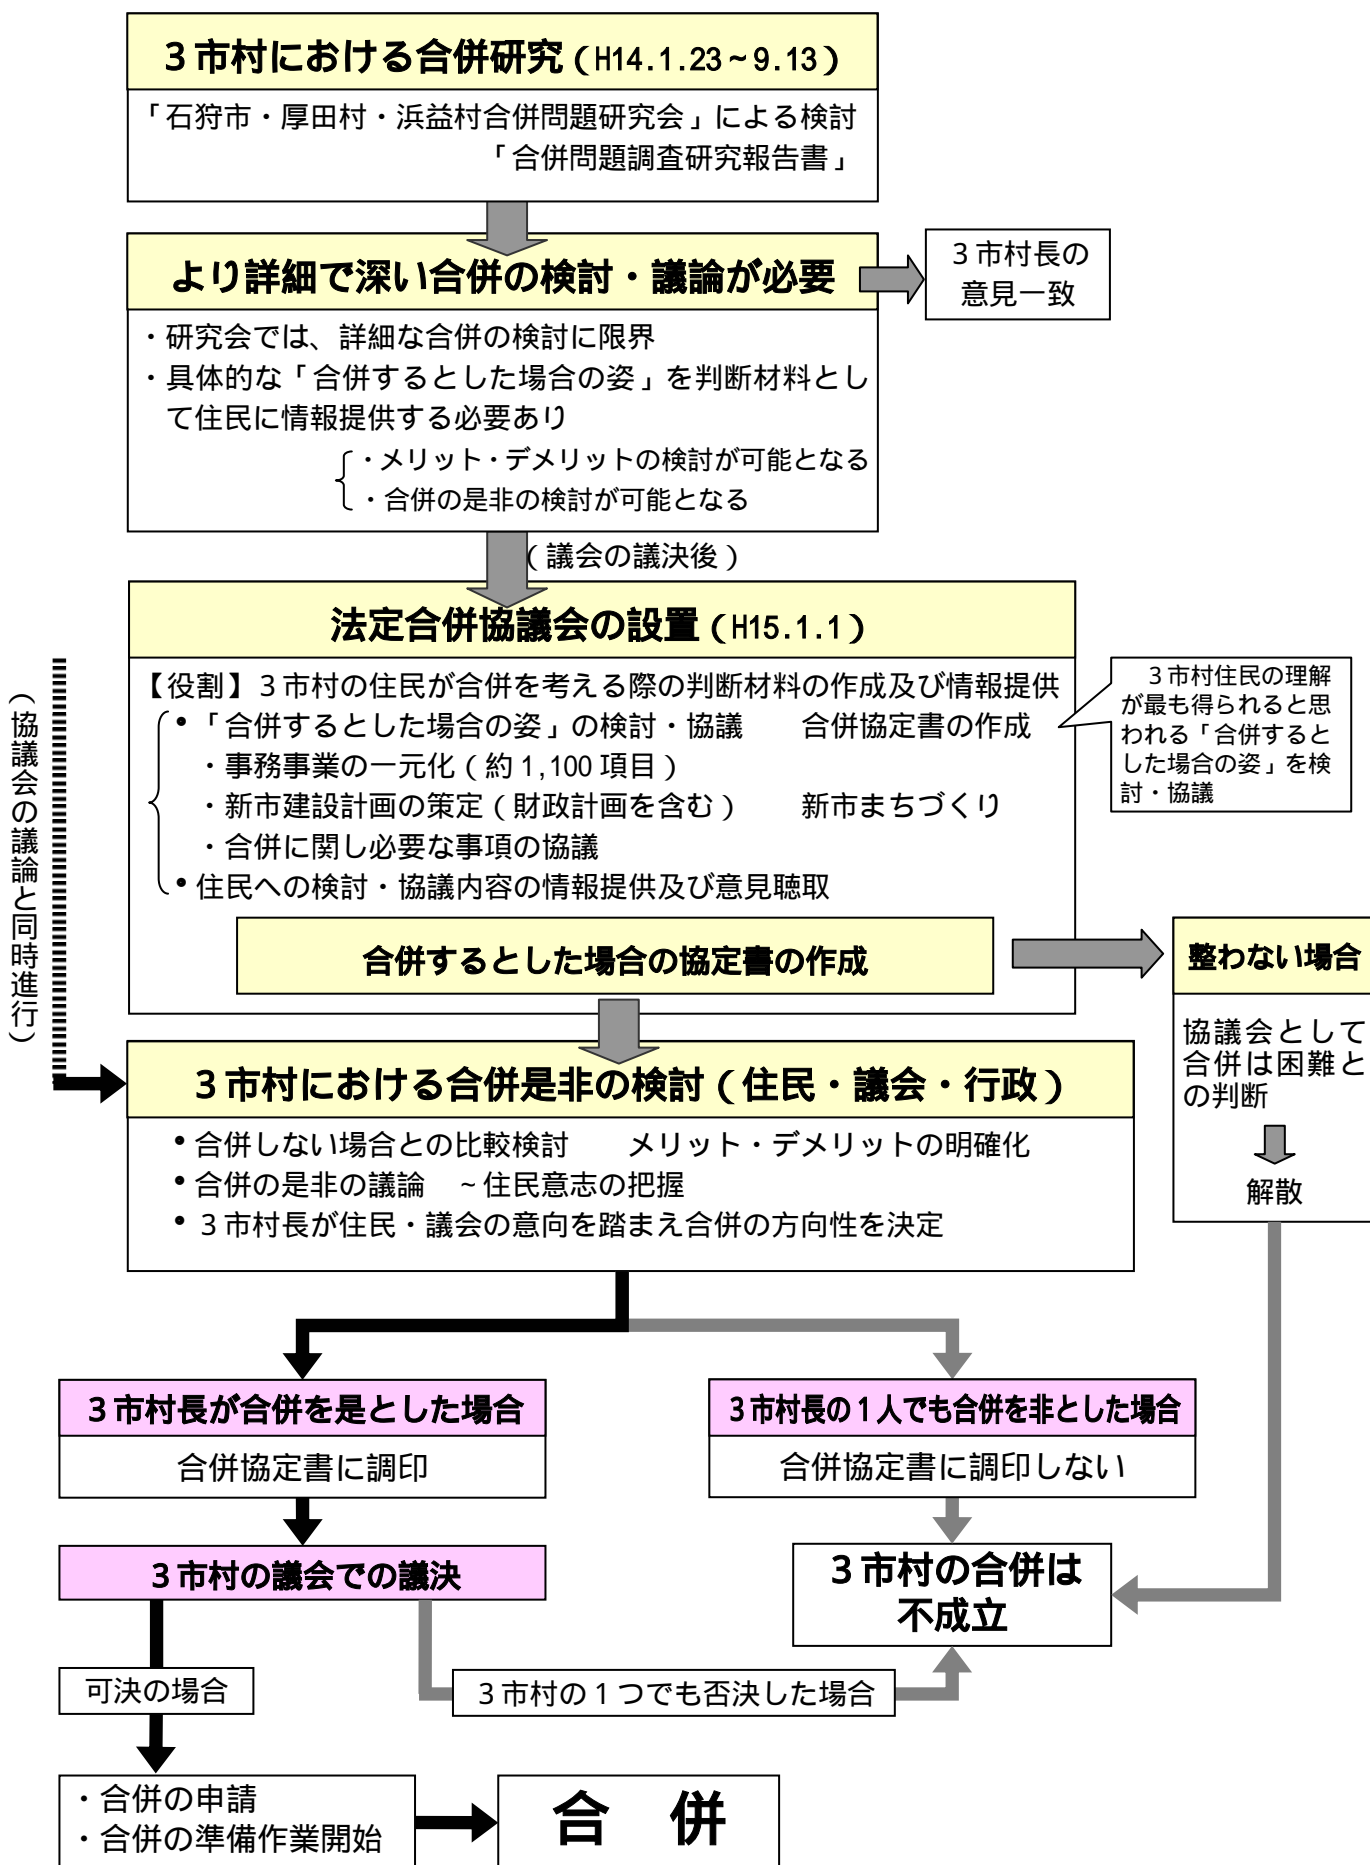 ３市村における合併研究（H14.1.23～9.13）
「石狩市・厚田村・浜益村合併問題研究会」による検討
「合併問題調査研究報告書」
より詳細で深い合併の検討・議論が必要
３市村長の
意見一致
・研究会では、詳細な合併の検討に限界
・具体的な「合併するとした場合の姿」を判断材料とし
て住民に情報提供する必要あり
・メリット・デメリットの検討が可能となる
・合併の是非の検討が可能となる
（議会の議決後）
法定合併協議会の設置（H15.1.1）
【役割】３市村の住民が合併を考える際の判断材料の作成及び情報提供
•「合併するとした場合の姿」の検討・協議　　合併協定書の作成
・事務事業の一元化（約1,100項目）
・新市建設計画の策定（財政計画を含む）　　新市まちづくり
・合併に関し必要な事項の協議
•住民への検討・協議内容の情報提供及び意見聴取
３市村住民の理解
が最も得られると思
われる「合併すると
した場合の姿」を検
討・協議
（協議会の議論と同時進行）
合併するとした場合の協定書の作成
整わない場合
協議会として
合併は困難と
の判断
解散
３市村における合併是非の検討（住民・議会・行政）
•合併しない場合との比較検討　　メリット・デメリットの明確化
•合併の是非の議論　～住民意志の把握
•３市村長が住民・議会の意向を踏まえ合併の方向性を決定
３市村長が合併を是とした場合
合併協定書に調印
３市村長の１人でも合併を非とした場合
合併協定書に調印しない
３市村の議会での議決
３市村の合併は
不成立
可決の場合
３市村の１つでも否決した場合
・合併の申請
・合併の準備作業開始
合　併